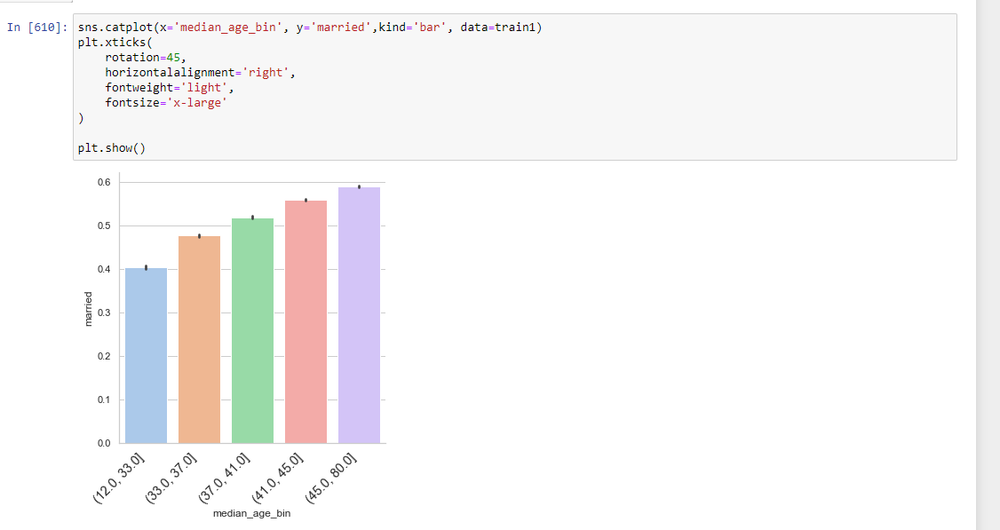 In [610]: sns.catplot(x='median_age_bin', y='married',kind='bar', data=train1)
plt.xticks(
    rotation=45,
    horizontalalignment='right',
    fontweight='light',
    fontsize='x-large'
)
plt.show()
0.6
0.5
0.4
0.3
0.2
0.1
0.0
married
(12.0, 33.0]
(33.0, 37.0]
(37.0, 41.0]
(41.0, 45.0]
(45.0, 80.0]
median_age_bin